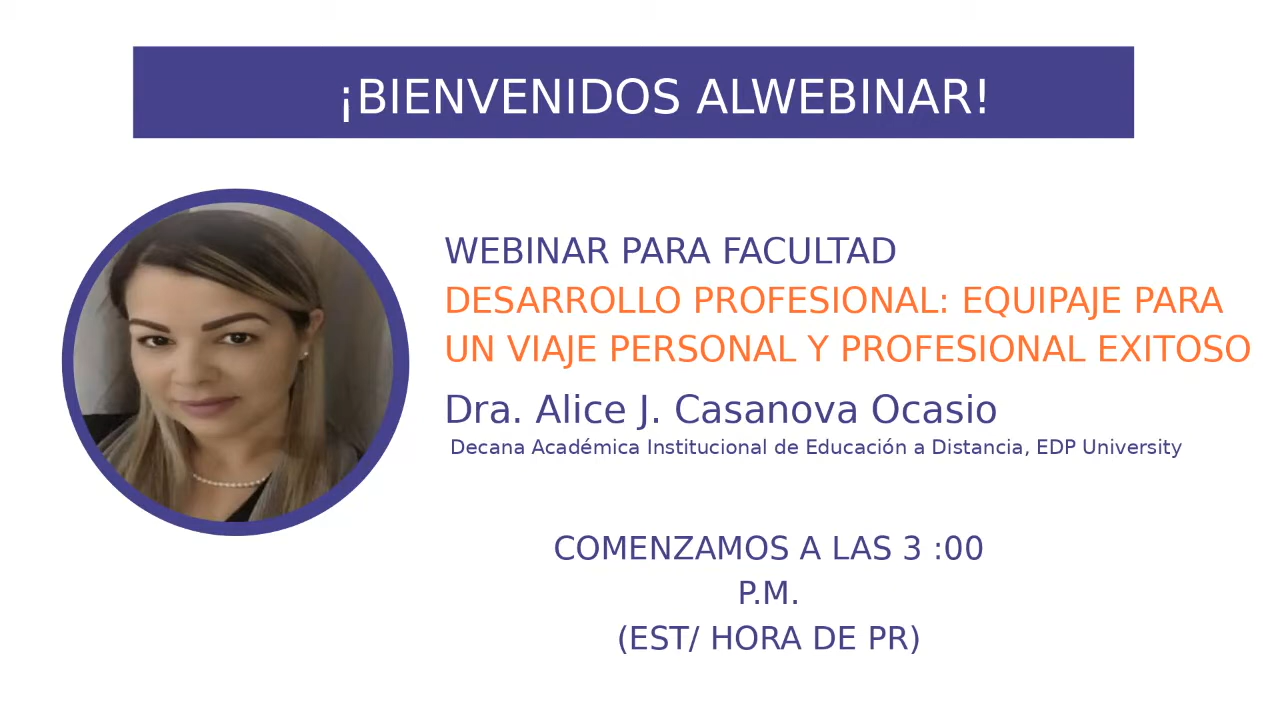 ¡BIENVENIDOS ALWEBINAR!
WEBINAR PARA FACULTAD
DESARROLLO PROFESIONAL: EQUIPAJE PARA
UN VIAJE PERSONAL Y PROFESIONAL EXITOSO
Dra. Alice J. Casanova Ocasio
Decana Académica Institucional de Educación a Distancia, EDP University
COMENZAMOS A LAS 3 :00
P.M.
(EST/ HORA DE PR)